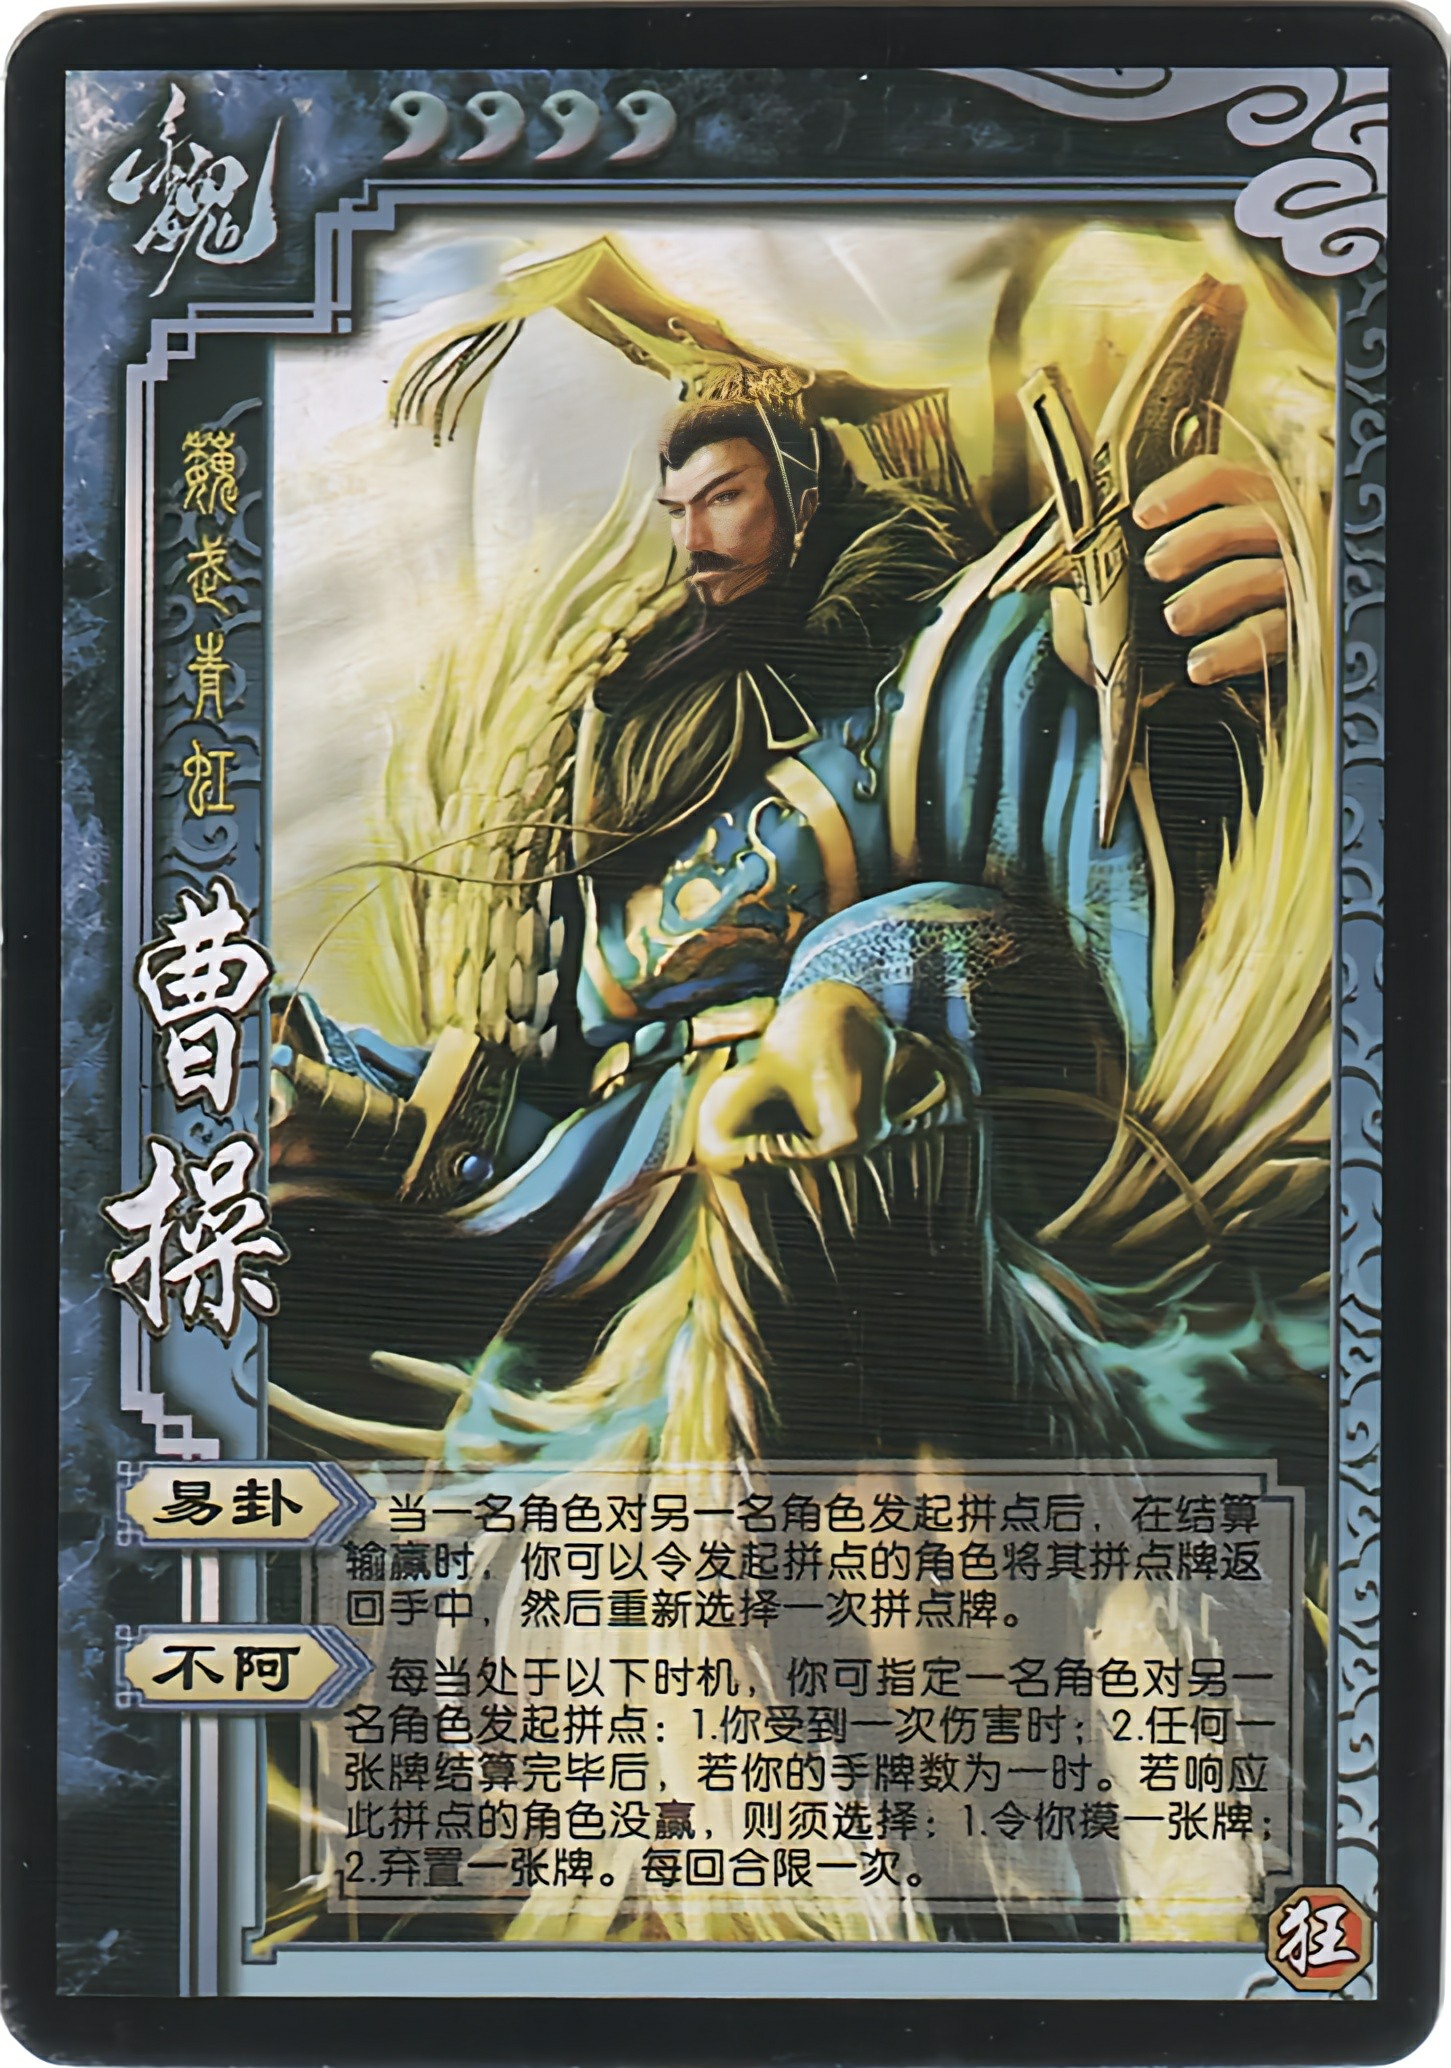 魏
魏武青虹
曹操
易卦
当一名角色对另一名角色发起拼点后，在结算
输赢时，你可以令发起拼点的角色将其拼点牌返
回手中，然后重新选择一次拼点牌。
不阿
每当处于以下时机，你可指定一名角色对另一
名角色发起拼点：1.你受到一次伤害时；2.任何一
张牌结算完毕后，若你的手牌数为一时。若响应
此拼点的角色没赢，则须选择：1.令你摸一张牌；
2.弃置一张牌。每回合限一次。
狂